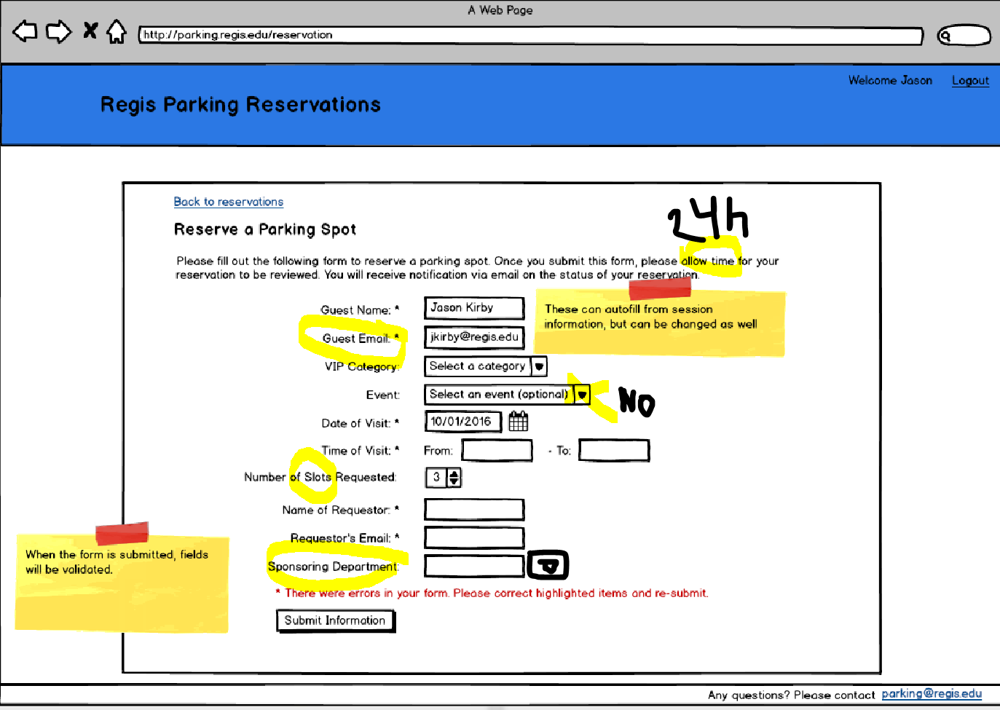 A Web Page
http://parking.regis.edu/reservation
Welcome Jason Logout
Regis Parking Reservations
Back to reservations
24h
Reserve a Parking Spot
Please fill out the following form to reserve a parking spot. Once you submit this form, please allow time for your
reservation to be reviewed. You will receive notification via email on the status of your reservation.
Guest Name: * Jason Kirby
These can autofill from session
information, but can be changed as well
Guest Email: * jkirby@regis.edu
VIP Category: Select a category
Event: Select an event (optional) NO
Date of Visit: * 10/01/2016
Time of Visit: * From: - To:
Number of Slots Requested: 3
Name of Requestor: *
Requestor's Email: *
When the form is submitted, fields
will be validated.
Sponsoring Department:
* There were errors in your form. Please correct highlighted items and re-submit.
Submit Information
Any questions? Please contact parking@regis.edu